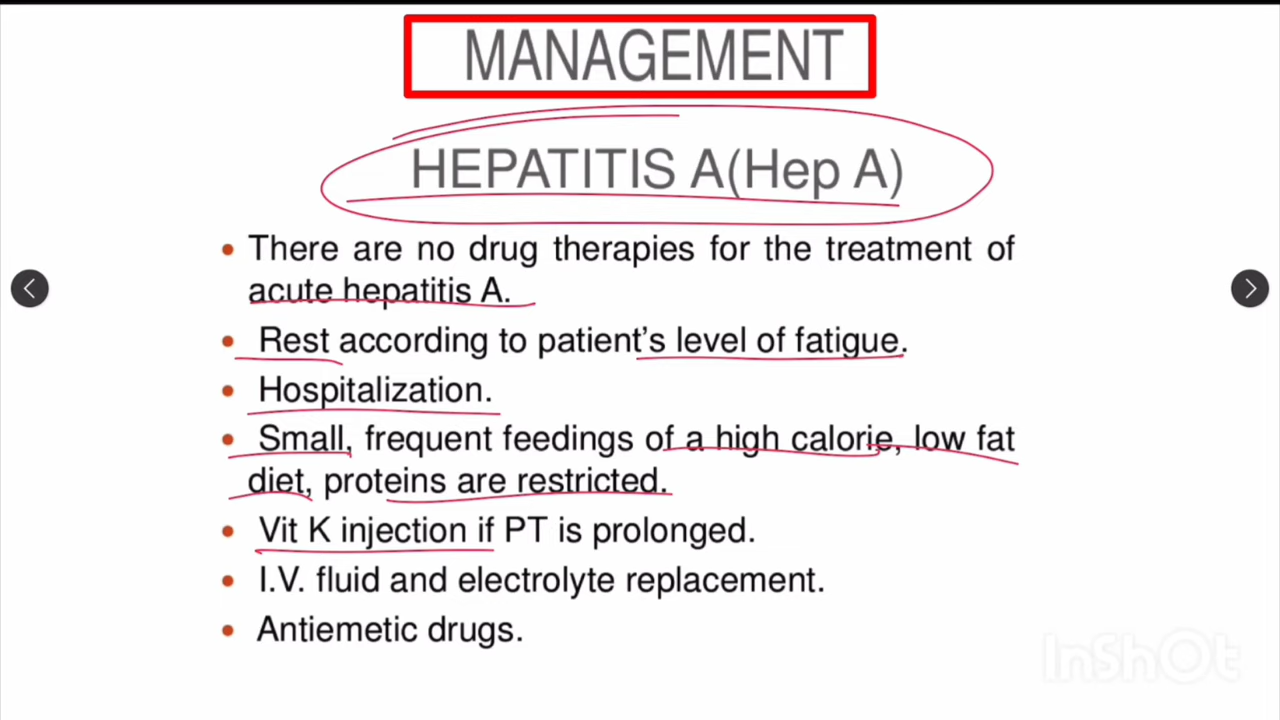 MANAGEMENT
HEPATITIS A(Hep A)
• There are no drug therapies for the treatment of
acute hepatitis A.
• Rest according to patient's level of fatigue.
• Hospitalization.
• Small, frequent feedings of a high calorie, low fat
diet, proteins are restricted.
• Vit K injection if PT is prolonged.
• I.V. fluid and electrolyte replacement.
• Antiemetic drugs.
InShOt